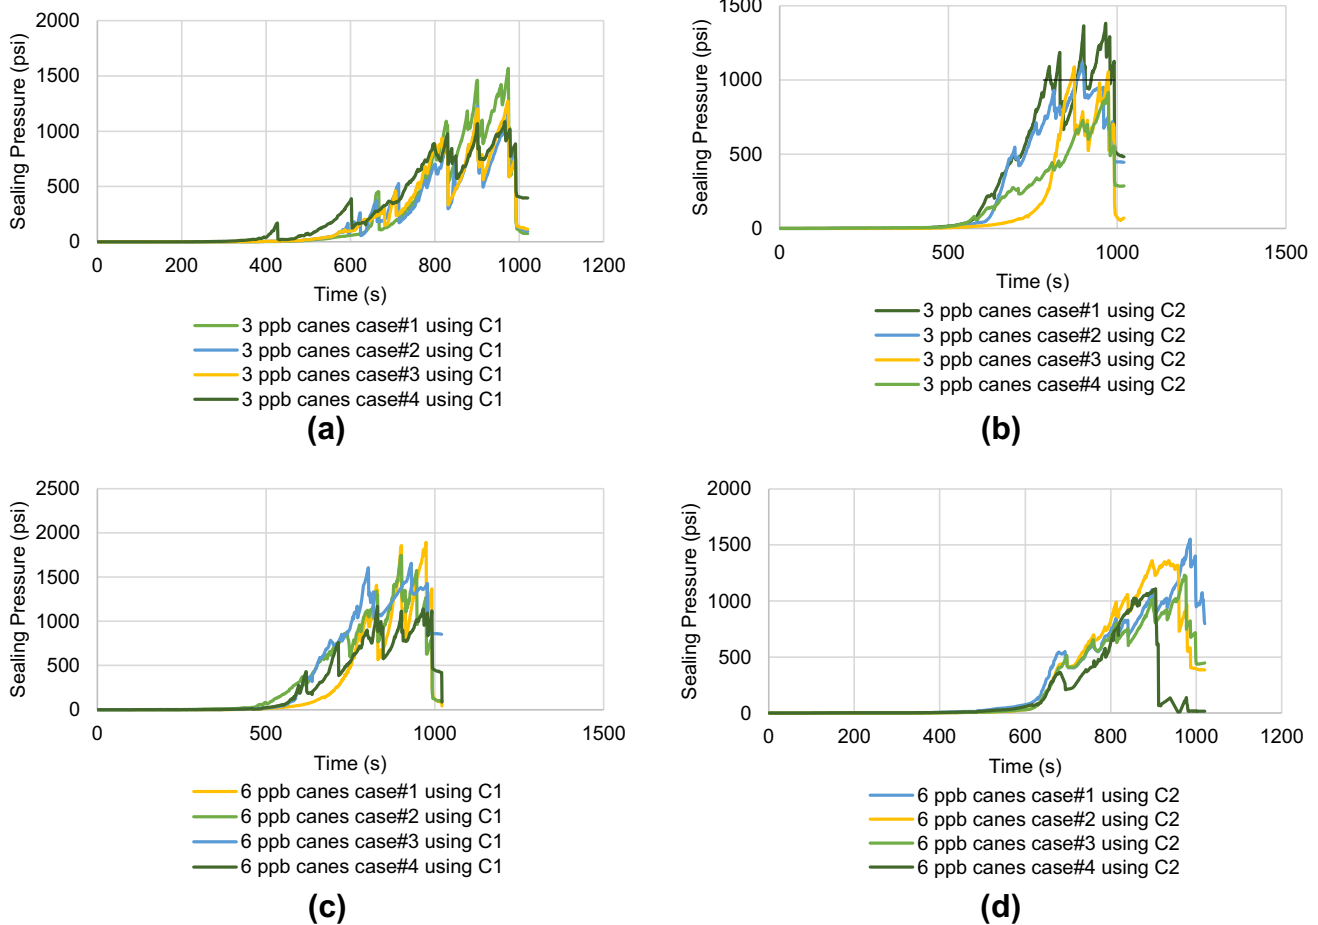 Sealing Pressure (psi)
2000
1500
1000
500
0
0 200 400 600 800 1000 1200
Time (s)
3 ppb canes case#1 using C1
3 ppb canes case#2 using C1
3 ppb canes case#3 using C1
3 ppb canes case#4 using C1
(a)
Sealing Pressure (psi)
1500
1000
500
0
0 500 1000 1500
Time (s)
3 ppb canes case#1 using C2
3 ppb canes case#2 using C2
3 ppb canes case#3 using C2
3 ppb canes case#4 using C2
(b)
Sealing Pressure (psi)
2500
2000
1500
1000
500
0
0 500 1000 1500
Time (s)
6 ppb canes case#1 using C1
6 ppb canes case#2 using C1
6 ppb canes case#3 using C1
6 ppb canes case#4 using C1
(c)
Sealing Pressure (psi)
2000
1500
1000
500
0
0 200 400 600 800 1000 1200
Time (s)
6 ppb canes case#1 using C2
6 ppb canes case#2 using C2
6 ppb canes case#3 using C2
6 ppb canes case#4 using C2
(d)